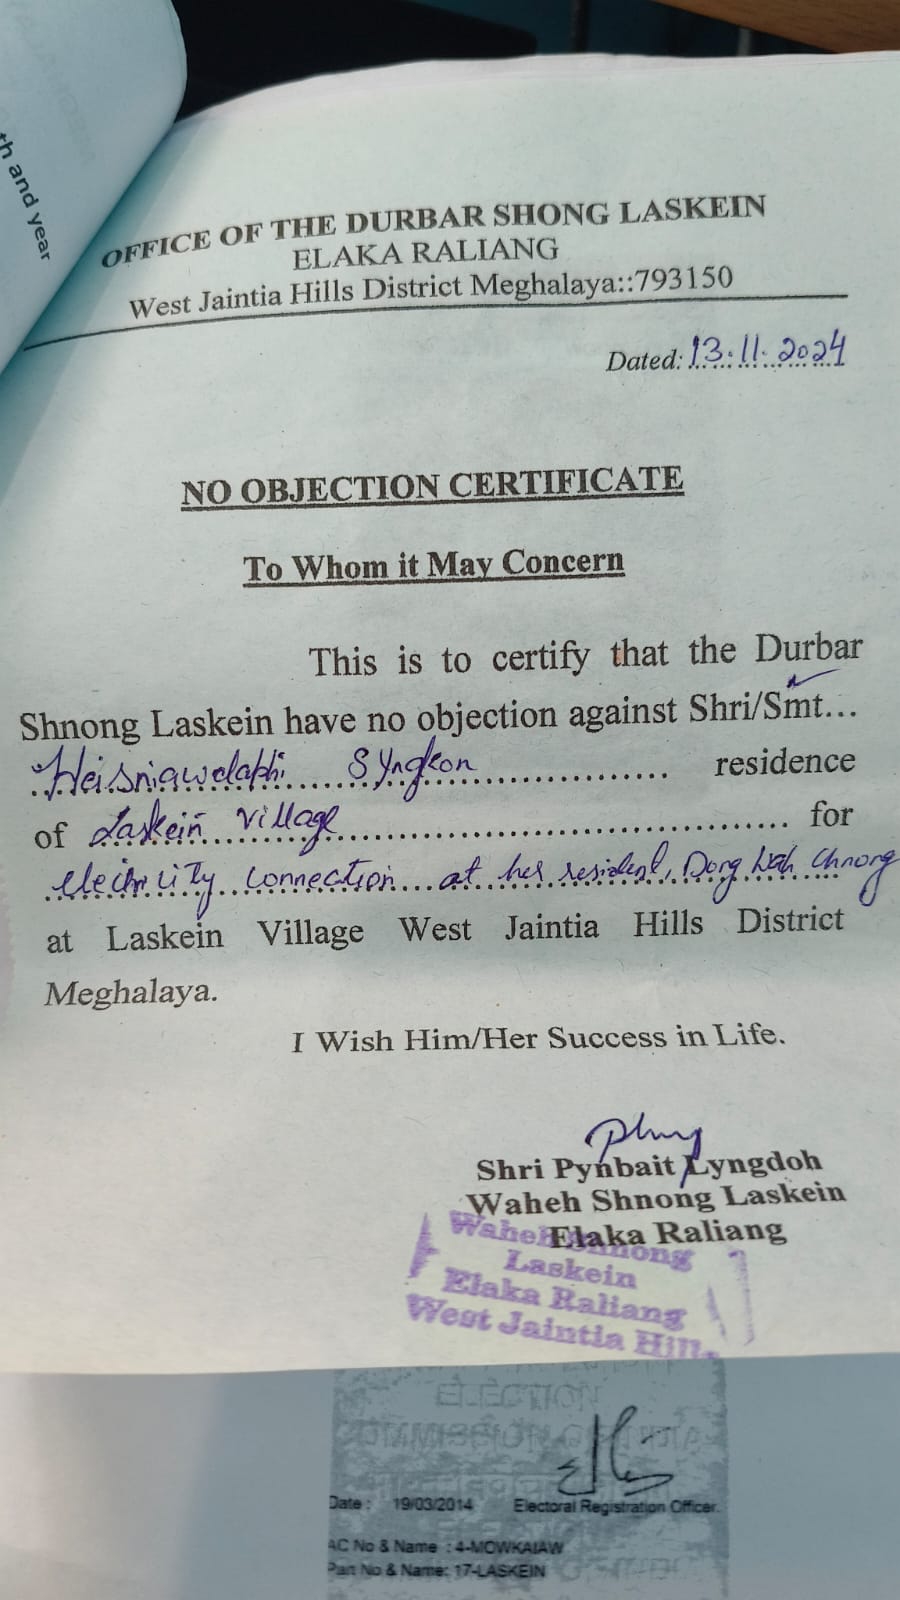 th and year
OFFICE OF THE DURBAR SHONG LASKEIN
ELAKA RALIANG
West Jaintia Hills District Meghalaya::793150
Dated: 13.11.2024
NO OBJECTION CERTIFICATE
To Whom it May Concern
This is to certify that the Durbar
Shnong Laskein have no objection against Shri/Smt...
Heisniawdaphi Syngkon residence
of Laskein village for
electricity connection at her resident, Dong Wah Chnong
at Laskein Village West Jaintia Hills District
Meghalaya.
I Wish Him/Her Success in Life.
Shri Pynbait Lyngdoh
Waheh Shnong Laskein
Elaka Raliang
Waheh Shnong
Laskein
Elaka Raliang
West Jaintia Hills
ELECTION
Date : 19/03/2014 Electoral Registration Officer.
AC No & Name : 4-MOWKAIAW
Part No & Name: 17-LASKEIN